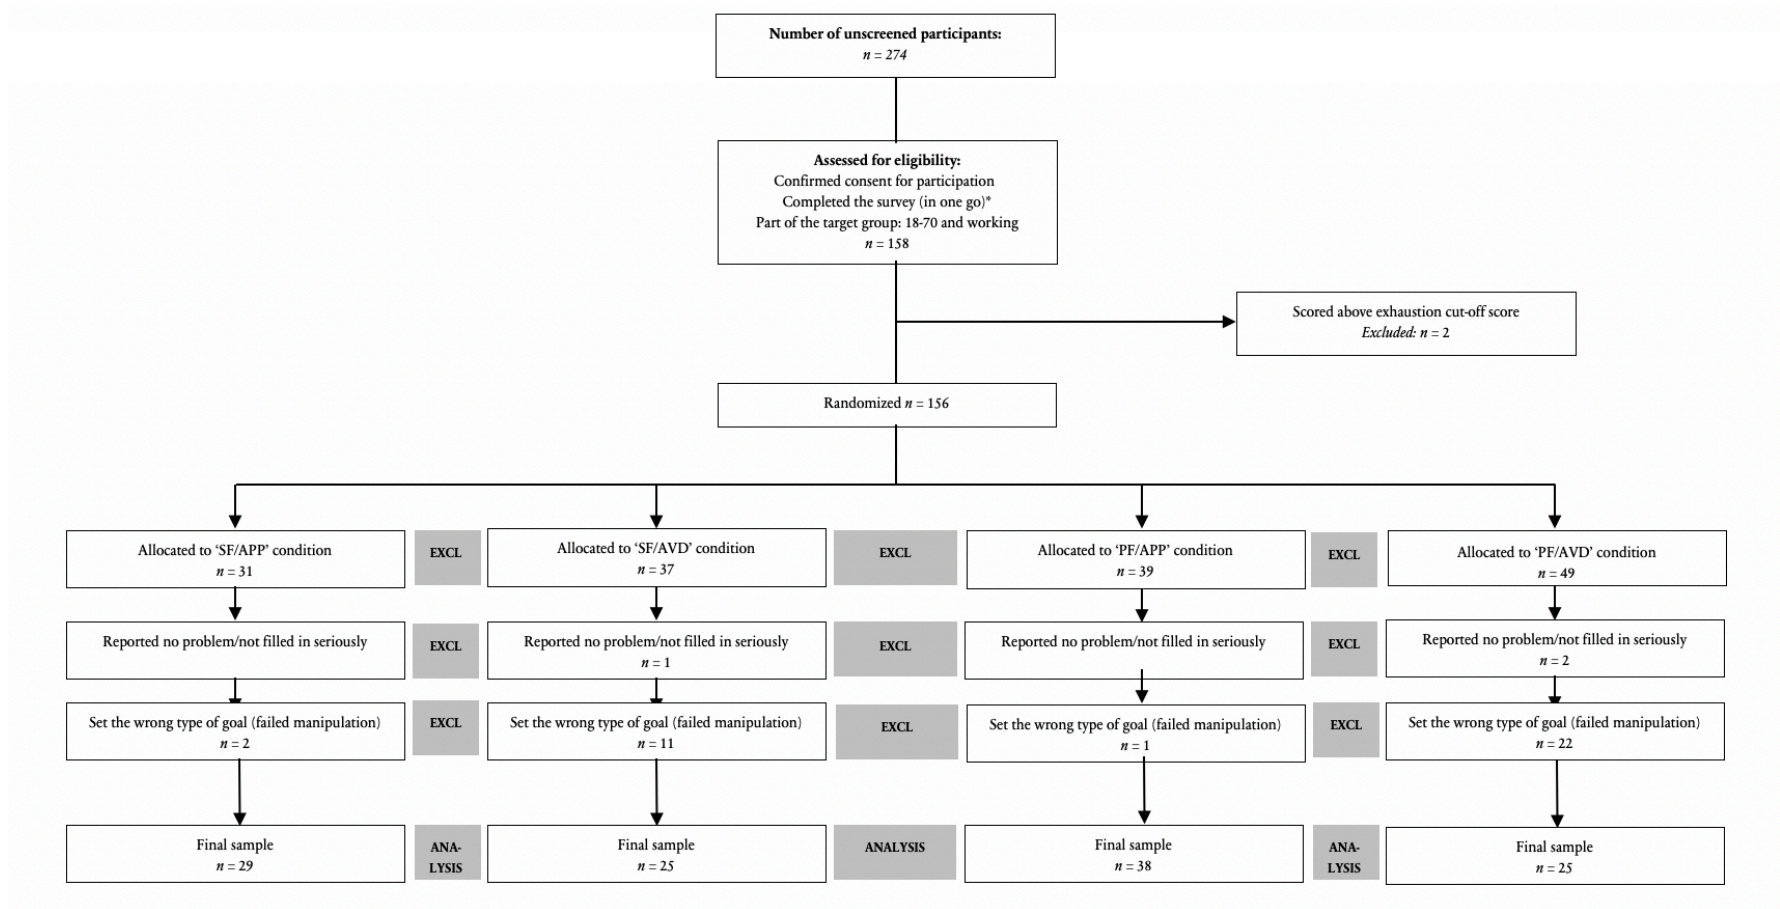 Number of unscreened participants:
n = 274
Assessed for eligibility:
Confirmed consent for participation
Completed the survey (in one go)*
Part of the target group: 18-70 and working
n = 158
Scored above exhaustion cut-off score
Excluded: n = 2
Randomized n = 156
Allocated to ‘SF/APP’ condition
n = 31
EXCL
Allocated to ‘SF/AVD’ condition
n = 37
EXCL
Allocated to ‘PF/APP’ condition
n = 39
EXCL
Allocated to ‘PF/AVD’ condition
n = 49
Reported no problem/not filled in seriously
EXCL
Reported no problem/not filled in seriously
n = 1
EXCL
Reported no problem/not filled in seriously
EXCL
Reported no problem/not filled in seriously
n = 2
Set the wrong type of goal (failed manipulation)
n = 2
EXCL
Set the wrong type of goal (failed manipulation)
n = 11
EXCL
Set the wrong type of goal (failed manipulation)
n = 1
EXCL
Set the wrong type of goal (failed manipulation)
n = 22
Final sample
n = 29
ANA-
LYSIS
Final sample
n = 25
ANALYSIS
Final sample
n = 38
ANA-
LYSIS
Final sample
n = 25